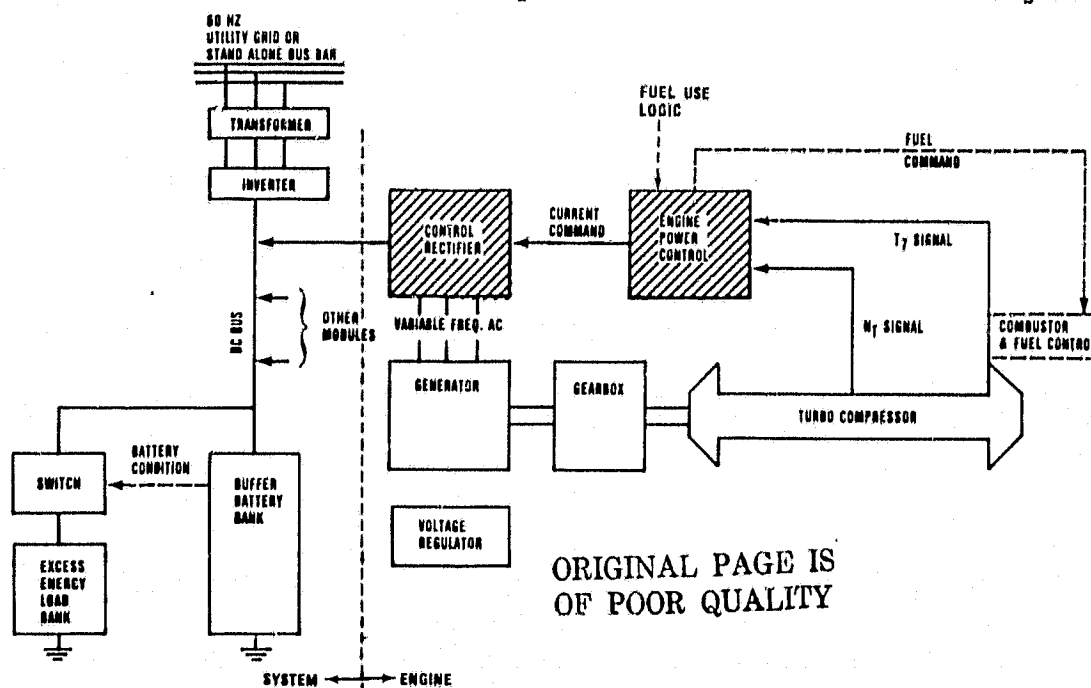 60 HZ
UTILITY GRID OR
STAND ALONE BUS BAR
TRANSFORMER
INVERTER
FUEL USE
LOGIC
FUEL
COMMAND
CONTROL
RECTIFIER
CURRENT
COMMAND
ENGINE
POWER
CONTROL
T7 SIGNAL
NT SIGNAL
COMBUSTOR
& FUEL CONTROL
DC BUS
OTHER
MODULES
VARIABLE FREQ. AC
GENERATOR
GEARBOX
TURBO COMPRESSOR
SWITCH
BATTERY
CONDITION
BUFFER
BATTERY
BANK
VOLTAGE
REGULATOR
EXCESS
ENERGY
LOAD
BANK
ORIGINAL PAGE IS
OF POOR QUALITY
SYSTEM
ENGINE